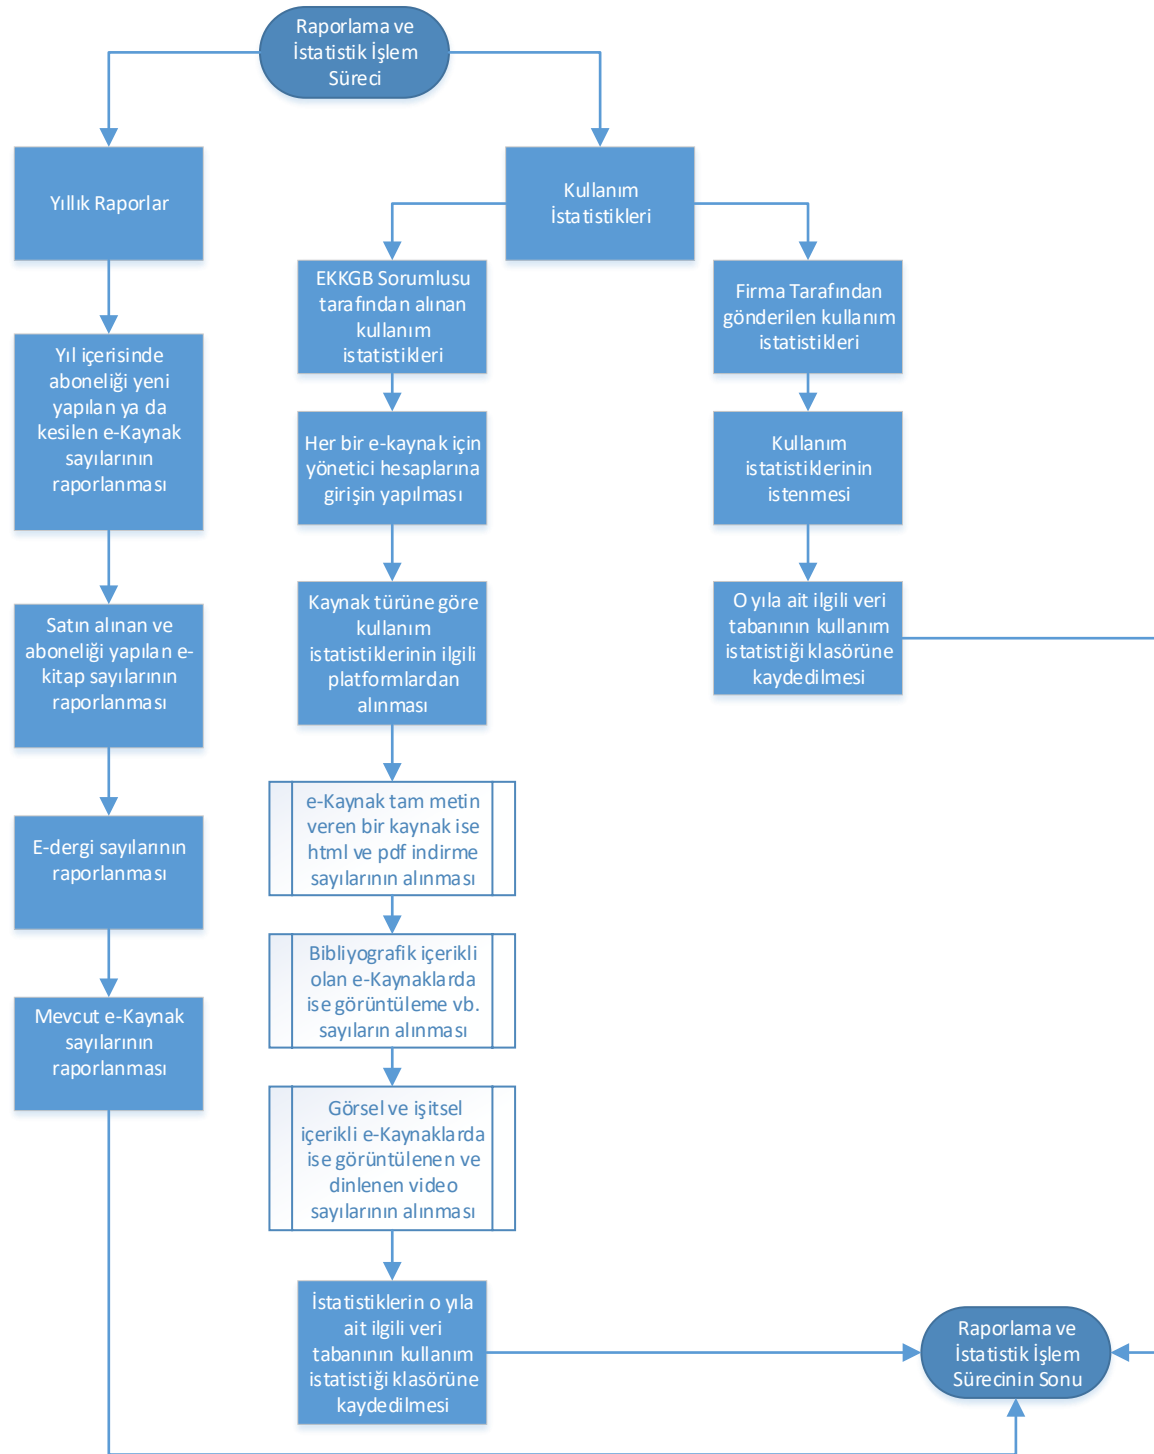 Raporlama ve
İstatistik İşlem
Süreci
Yıllık Raporlar
Kullanım
İstatistikleri
EKKGB Sorumlusu
tarafından alınan
kullanım
istatistikleri
Firma Tarafından
gönderilen kullanım
istatistikleri
Yıl içerisinde
aboneliği yeni
yapılan ya da
kesilen e-Kaynak
sayılarının
raporlanması
Her bir e-kaynak için
yönetici hesaplarına
girişin yapılması
Kullanım
istatistiklerinin
istenmesi
Satın alınan ve
aboneliği yapılan e-
kitap sayılarının
raporlanması
Kaynak türüne göre
kullanım
istatistiklerinin ilgili
platformlardan
alınması
O yıla ait ilgili veri
tabanının kullanım
istatistiği klasörüne
kaydedilmesi
E-dergi sayılarının
raporlanması
e-Kaynak tam metin
veren bir kaynak ise
html ve pdf indirme
sayılarının alınması
Bibliyografik içerikli
olan e-Kaynaklarda
ise görüntüleme vb.
sayıların alınması
Mevcut e-Kaynak
sayılarının
raporlanması
Görsel ve işitsel
içerikli e-Kaynaklarda
ise görüntülenen ve
dinlenen video
sayılarının alınması
İstatistiklerin o yıla
ait ilgili veri
tabanının kullanım
istatistiği klasörüne
kaydedilmesi
Raporlama ve
İstatistik İşlem
Sürecinin Sonu